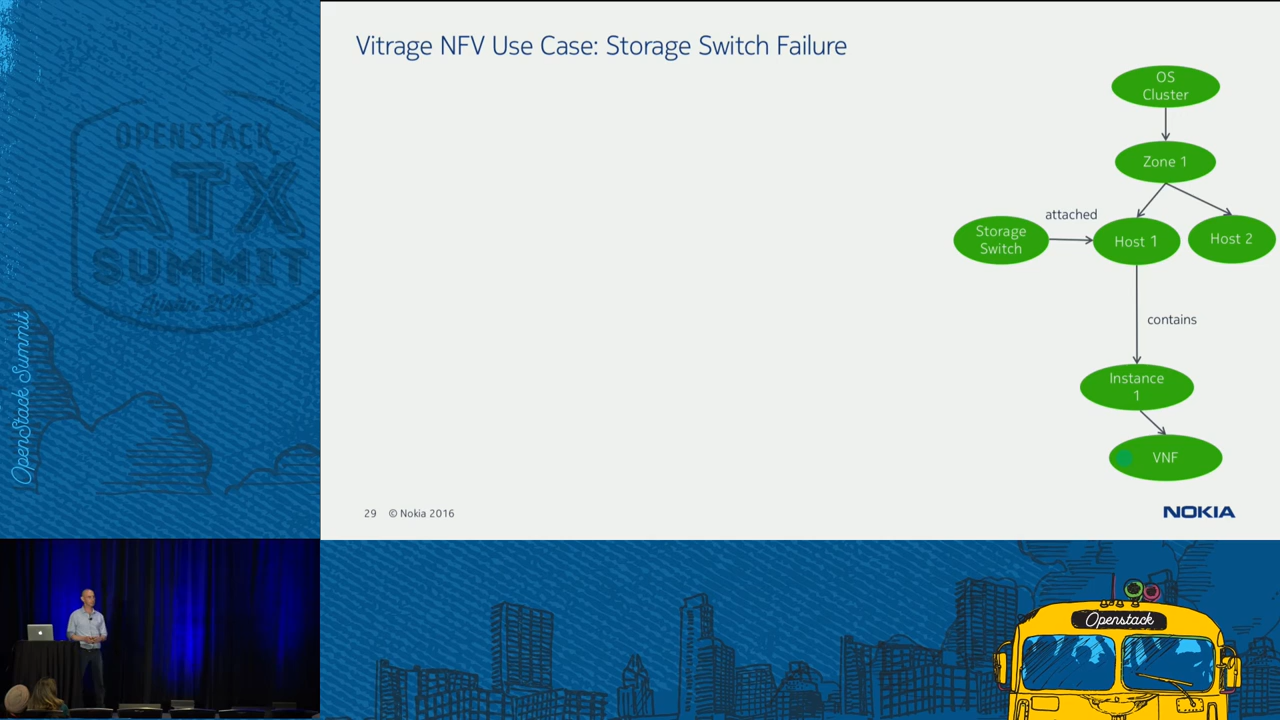 Vitrage NFV Use Case: Storage Switch Failure
OS
Cluster
Zone 1
attached
Storage
Switch
Host 1
Host 2
contains
Instance
1
VNF
29 © Nokia 2016
NOKIA
OPENSTACK
ATX
SUMMIT
Austin 2016
OpenStack Summit
Openstack